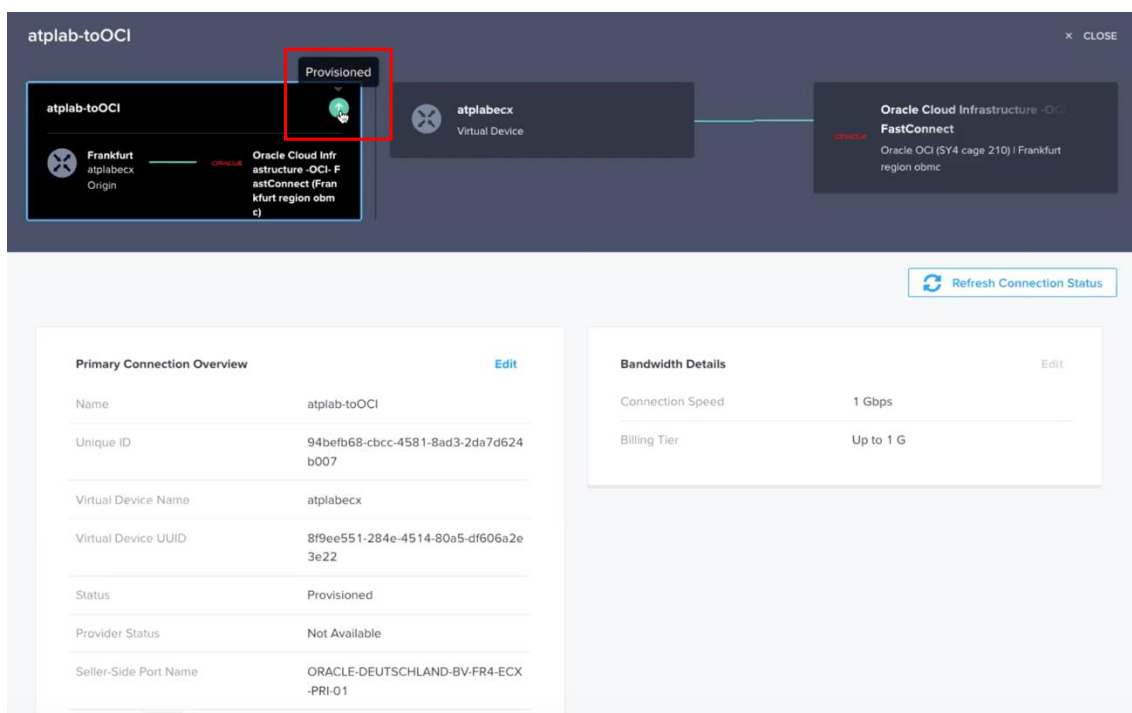 atplab-toOCI
× CLOSE
Provisioned
atplab-toOCI
Frankfurt
atplabecx
Origin
ORACLE
Oracle Cloud Infr
astructure -OCI- F
astConnect (Fran
kfurt region obm
c)
atplabecx
Virtual Device
ORACLE
Oracle Cloud Infrastructure -OCI
FastConnect
Oracle OCI (SY4 cage 210) | Frankfurt
region obmc
Refresh Connection Status
Primary Connection Overview Edit
Name atplab-toOCI
Unique ID 94befb68-cbcc-4581-8ad3-2da7d624
b007
Virtual Device Name atplabecx
Virtual Device UUID 8f9ee551-284e-4514-80a5-df606a2e
3e22
Status Provisioned
Provider Status Not Available
Seller-Side Port Name ORACLE-DEUTSCHLAND-BV-FR4-ECX
-PRI-01
Bandwidth Details Edit
Connection Speed 1 Gbps
Billing Tier Up to 1 G